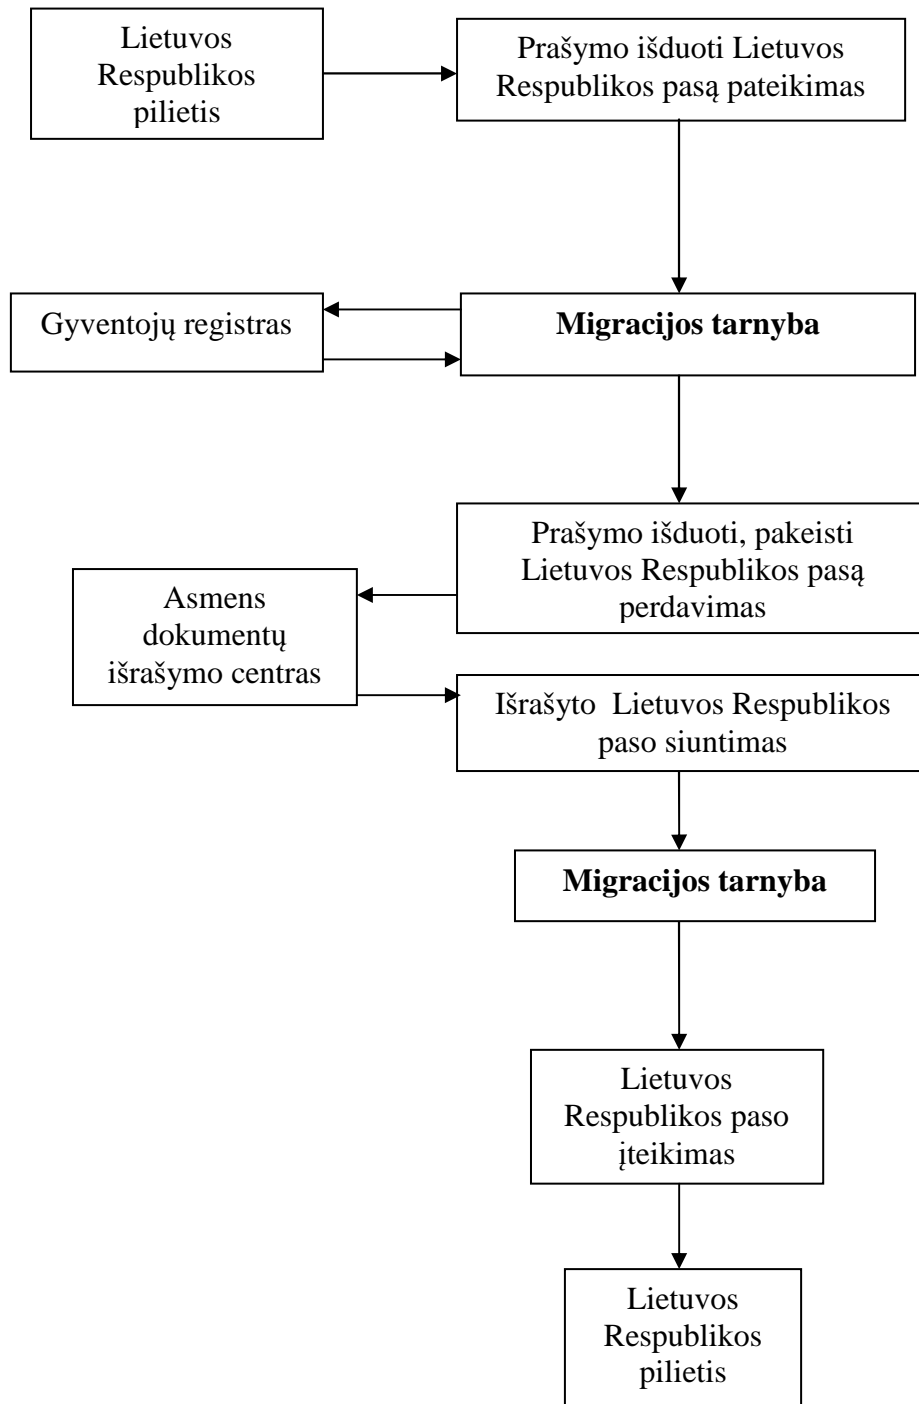 Lietuvos
Respublikos
pilietis
Prašymo išduoti Lietuvos
Respublikos pasą pateikimas
Gyventojų registras
Migracijos tarnyba
Prašymo išduoti, pakeisti
Lietuvos Respublikos pasą
perdavimas
Asmens
dokumentų
išrašymo centras
Išrašyto  Lietuvos Respublikos
paso siuntimas
Migracijos tarnyba
Lietuvos
Respublikos paso
įteikimas
Lietuvos
Respublikos
pilietis